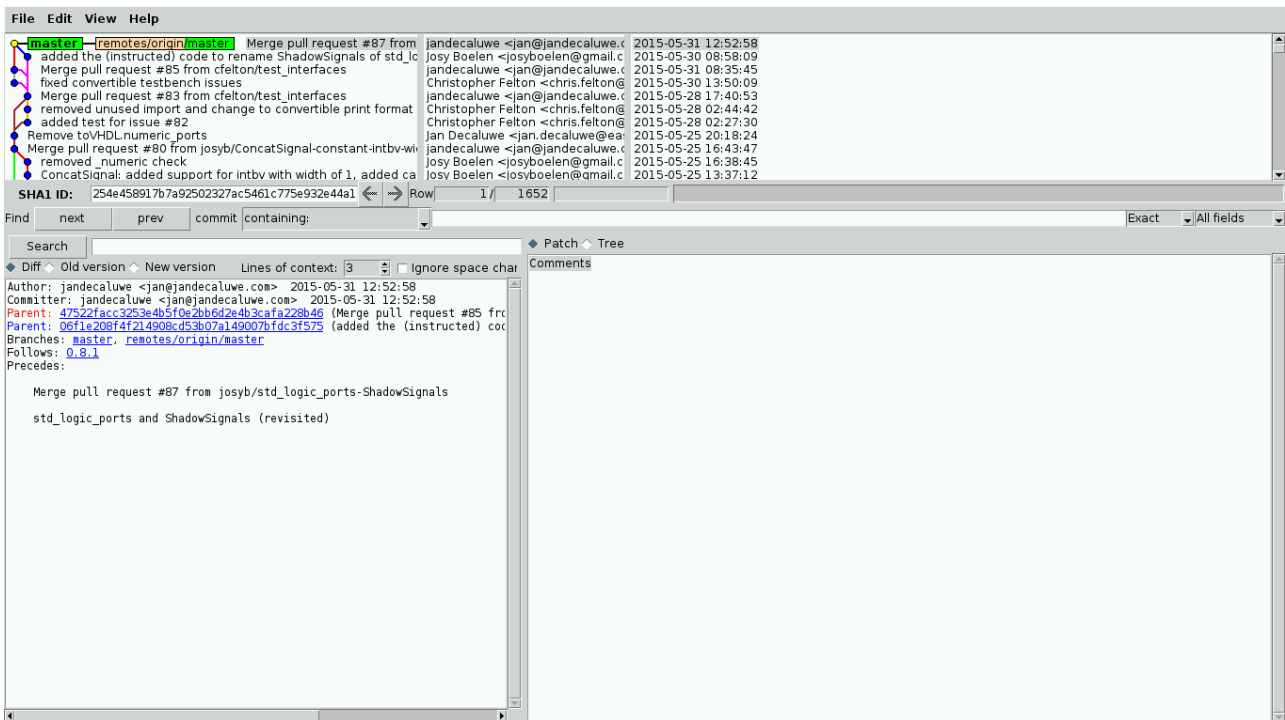 File Edit View Help
master remotes/origin/master Merge pull request #87 from jandecaluwe <jan@jandecaluwe.c 2015-05-31 12:52:58
added the (instructed) code to rename ShadowSignals of std_lo Josy Boelen <josyboelen@gmail.c 2015-05-30 08:58:09
Merge pull request #85 from cfelton/test_interfaces jandecaluwe <jan@jandecaluwe.c 2015-05-31 08:35:45
fixed convertible testbench issues Christopher Felton <chris.felton@ 2015-05-30 13:50:09
Merge pull request #83 from cfelton/test_interfaces jandecaluwe <jan@jandecaluwe.c 2015-05-28 17:40:53
removed unused import and change to convertible print format Christopher Felton <chris.felton@ 2015-05-28 02:44:42
added test for issue #82 Christopher Felton <chris.felton@ 2015-05-28 02:27:30
Remove toVHDL.numeric_ports Jan Decaluwe <jan.decaluwe@ea 2015-05-25 20:18:24
Merge pull request #80 from josyb/ConcatSignal-constant-intbv-wi jandecaluwe <jan@jandecaluwe.c 2015-05-25 16:43:47
removed _numeric check Josy Boelen <josyboelen@gmail.c 2015-05-25 16:38:45
ConcatSignal: added support for intbv with width of 1, added ca Josy Boelen <josyboelen@gmail.c 2015-05-25 13:37:12
SHA1 ID: 254e458917b7a92502327ac5461c775e932e44a1 Row 1 / 1652
Find next prev commit containing: Exact All fields
Search
Patch Tree
Diff Old version New version Lines of context: 3 Ignore space char
Comments
Author: jandecaluwe <jan@jandecaluwe.com> 2015-05-31 12:52:58
Committer: jandecaluwe <jan@jandecaluwe.com> 2015-05-31 12:52:58
Parent: 47522facc3253e4b5f0e2bb6d2e4b3cafa228b46 (Merge pull request #85 frc
Parent: 06f1e208f4f214908cd53b07a149007bfdc3f575 (added the (instructed) coc
Branches: master, remotes/origin/master
Follows: 0.8.1
Precedes:
Merge pull request #87 from josyb/std_logic_ports-ShadowSignals
std_logic_ports and ShadowSignals (revisited)